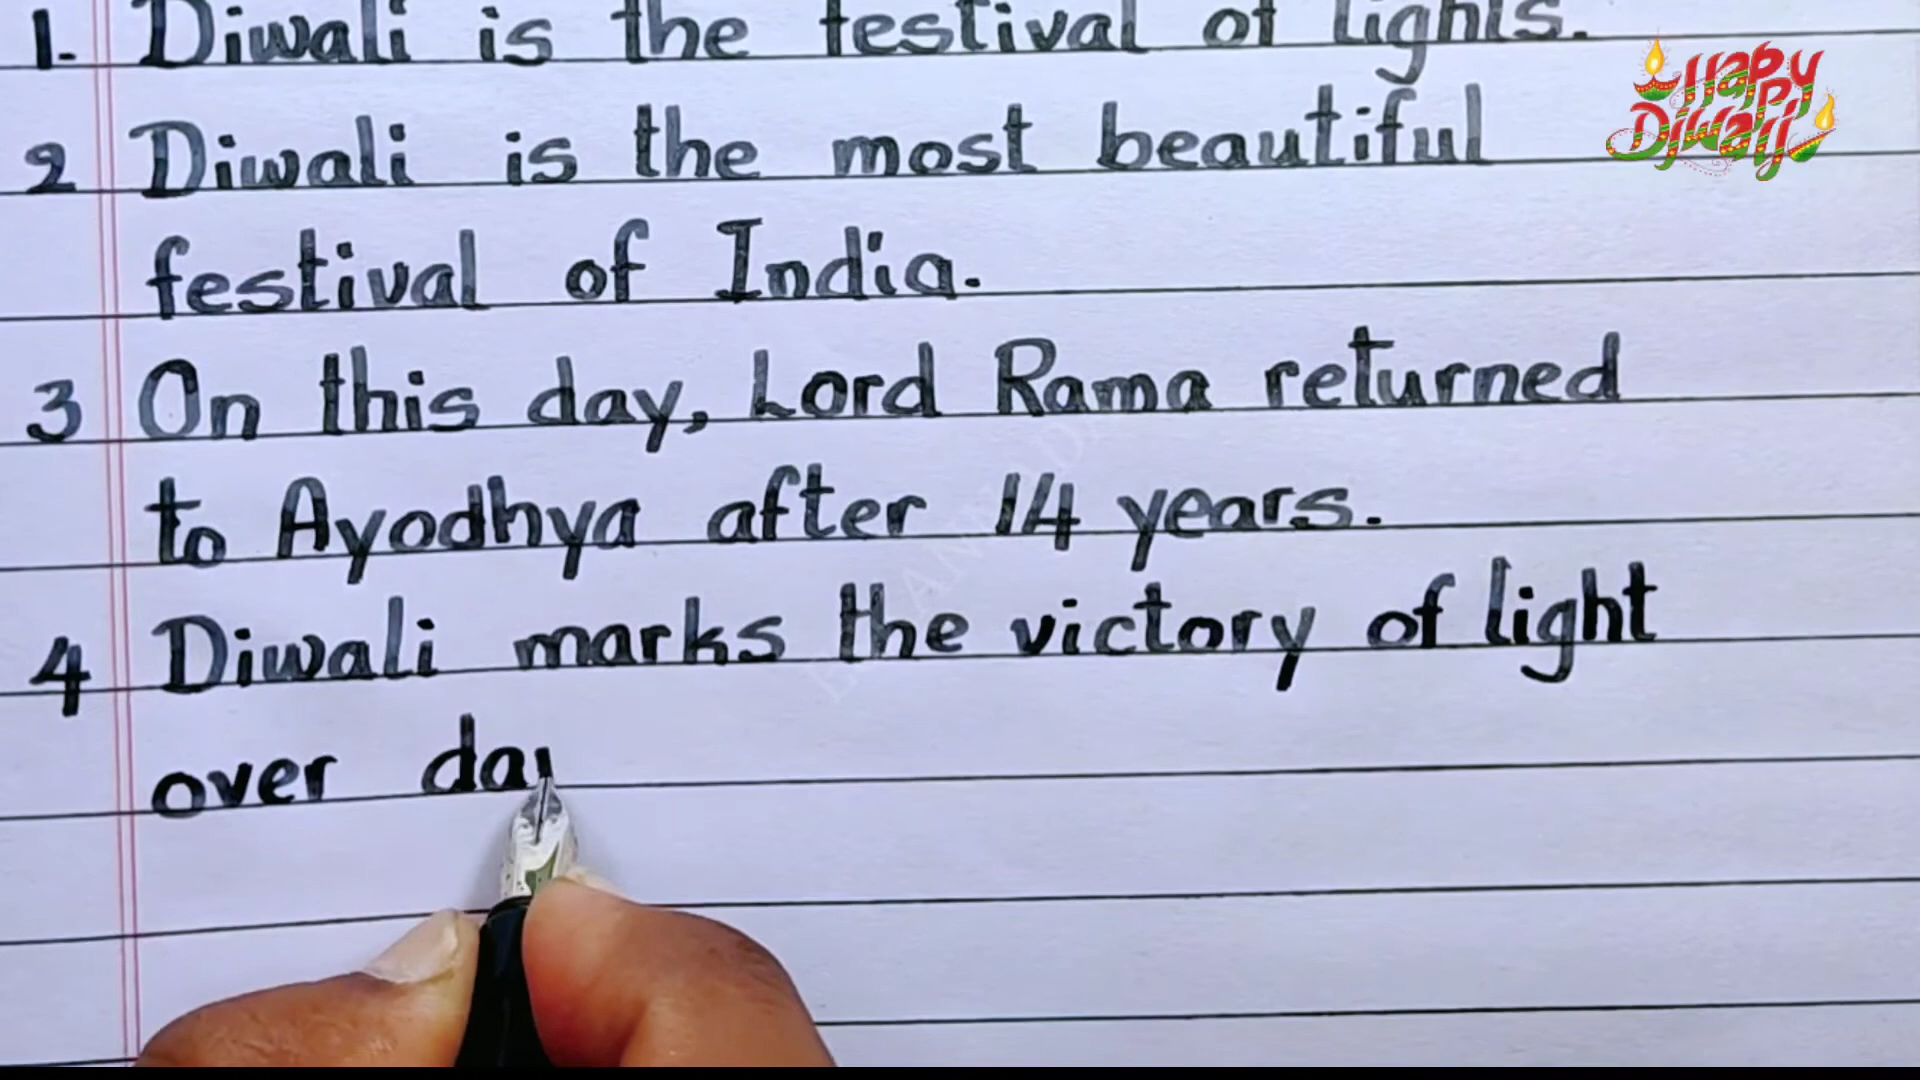 1. Diwali is the festival of lights.
Happy
Diwali
2 Diwali is the most beautiful
festival of India.
3 On this day, Lord Rama returned
to Ayodhya after 14 years.
4 Diwali marks the victory of light
over da